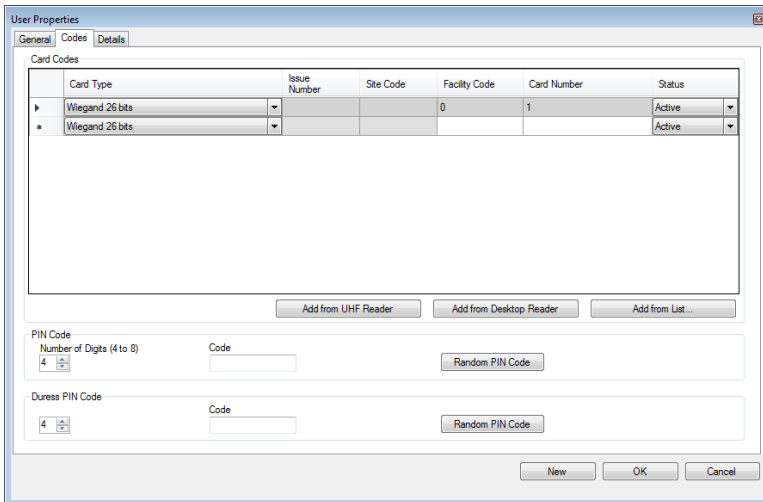 User Properties
General Codes Details
Card Codes
Card Type Issue Number Site Code Facility Code Card Number Status
Wiegand 26 bits 0 1 Active
Wiegand 26 bits Active
Add from UHF Reader Add from Desktop Reader Add from List...
PIN Code
Number of Digits (4 to 8) Code
4 Random PIN Code
Duress PIN Code
Code
4 Random PIN Code
New OK Cancel